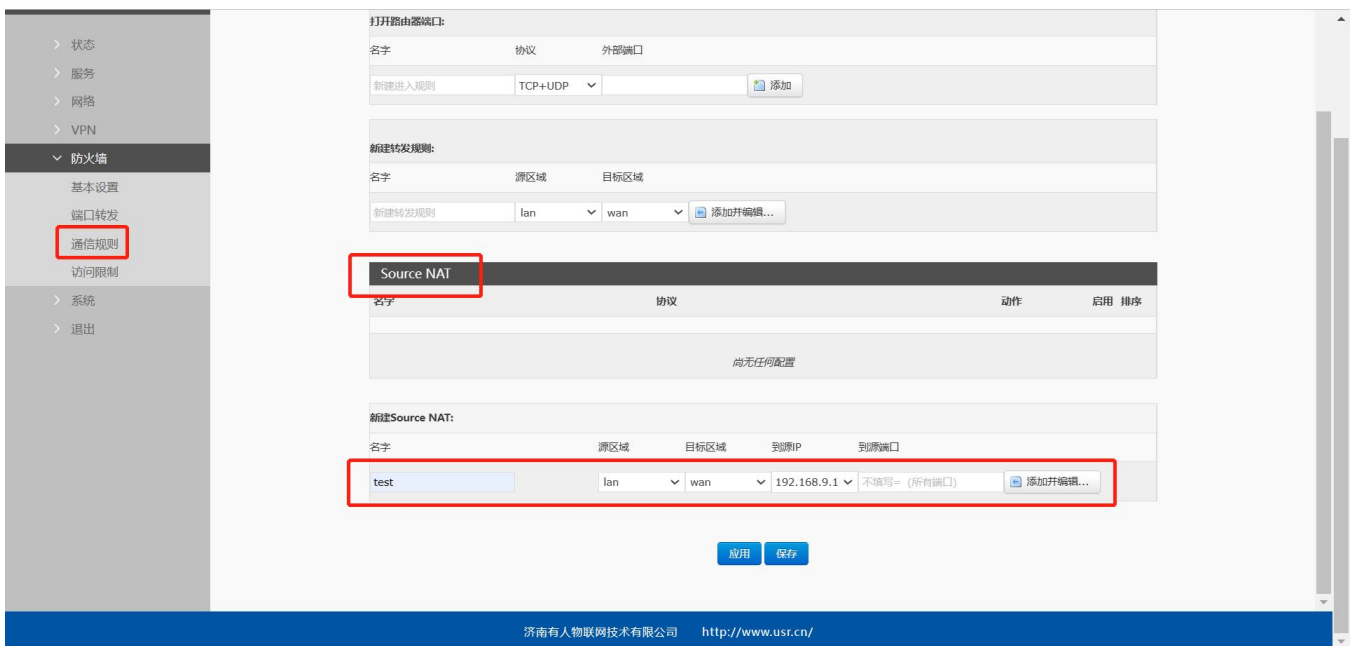 状态
服务
网络
VPN
防火墙
基本设置
端口转发
通信规则
访问限制
系统
退出
打开路由器端口:
名字 协议 外部端口
新建进入规则 TCP+UDP 添加
新建转发规则:
名字 源区域 目标区域
新建转发规则 lan wan 添加并编辑...
Source NAT
名字 协议 动作 启用 排序
尚无任何配置
新建Source NAT:
名字 源区域 目标区域 到源IP 到源端口
test lan wan 192.168.9.1 不填写= (所有端口) 添加并编辑...
应用 保存
济南有人物联网技术有限公司 http://www.usr.cn/